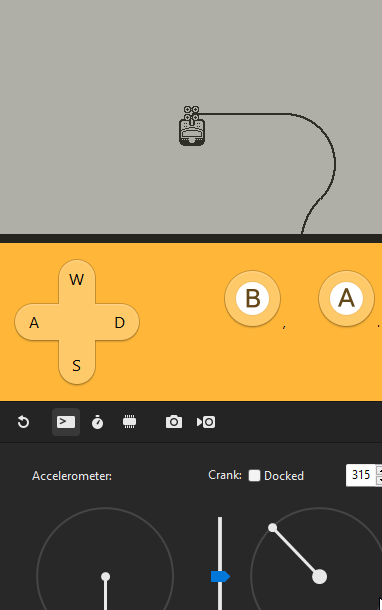 W
A D
S
B ,
A .
Accelerometer:
Crank: Docked 315